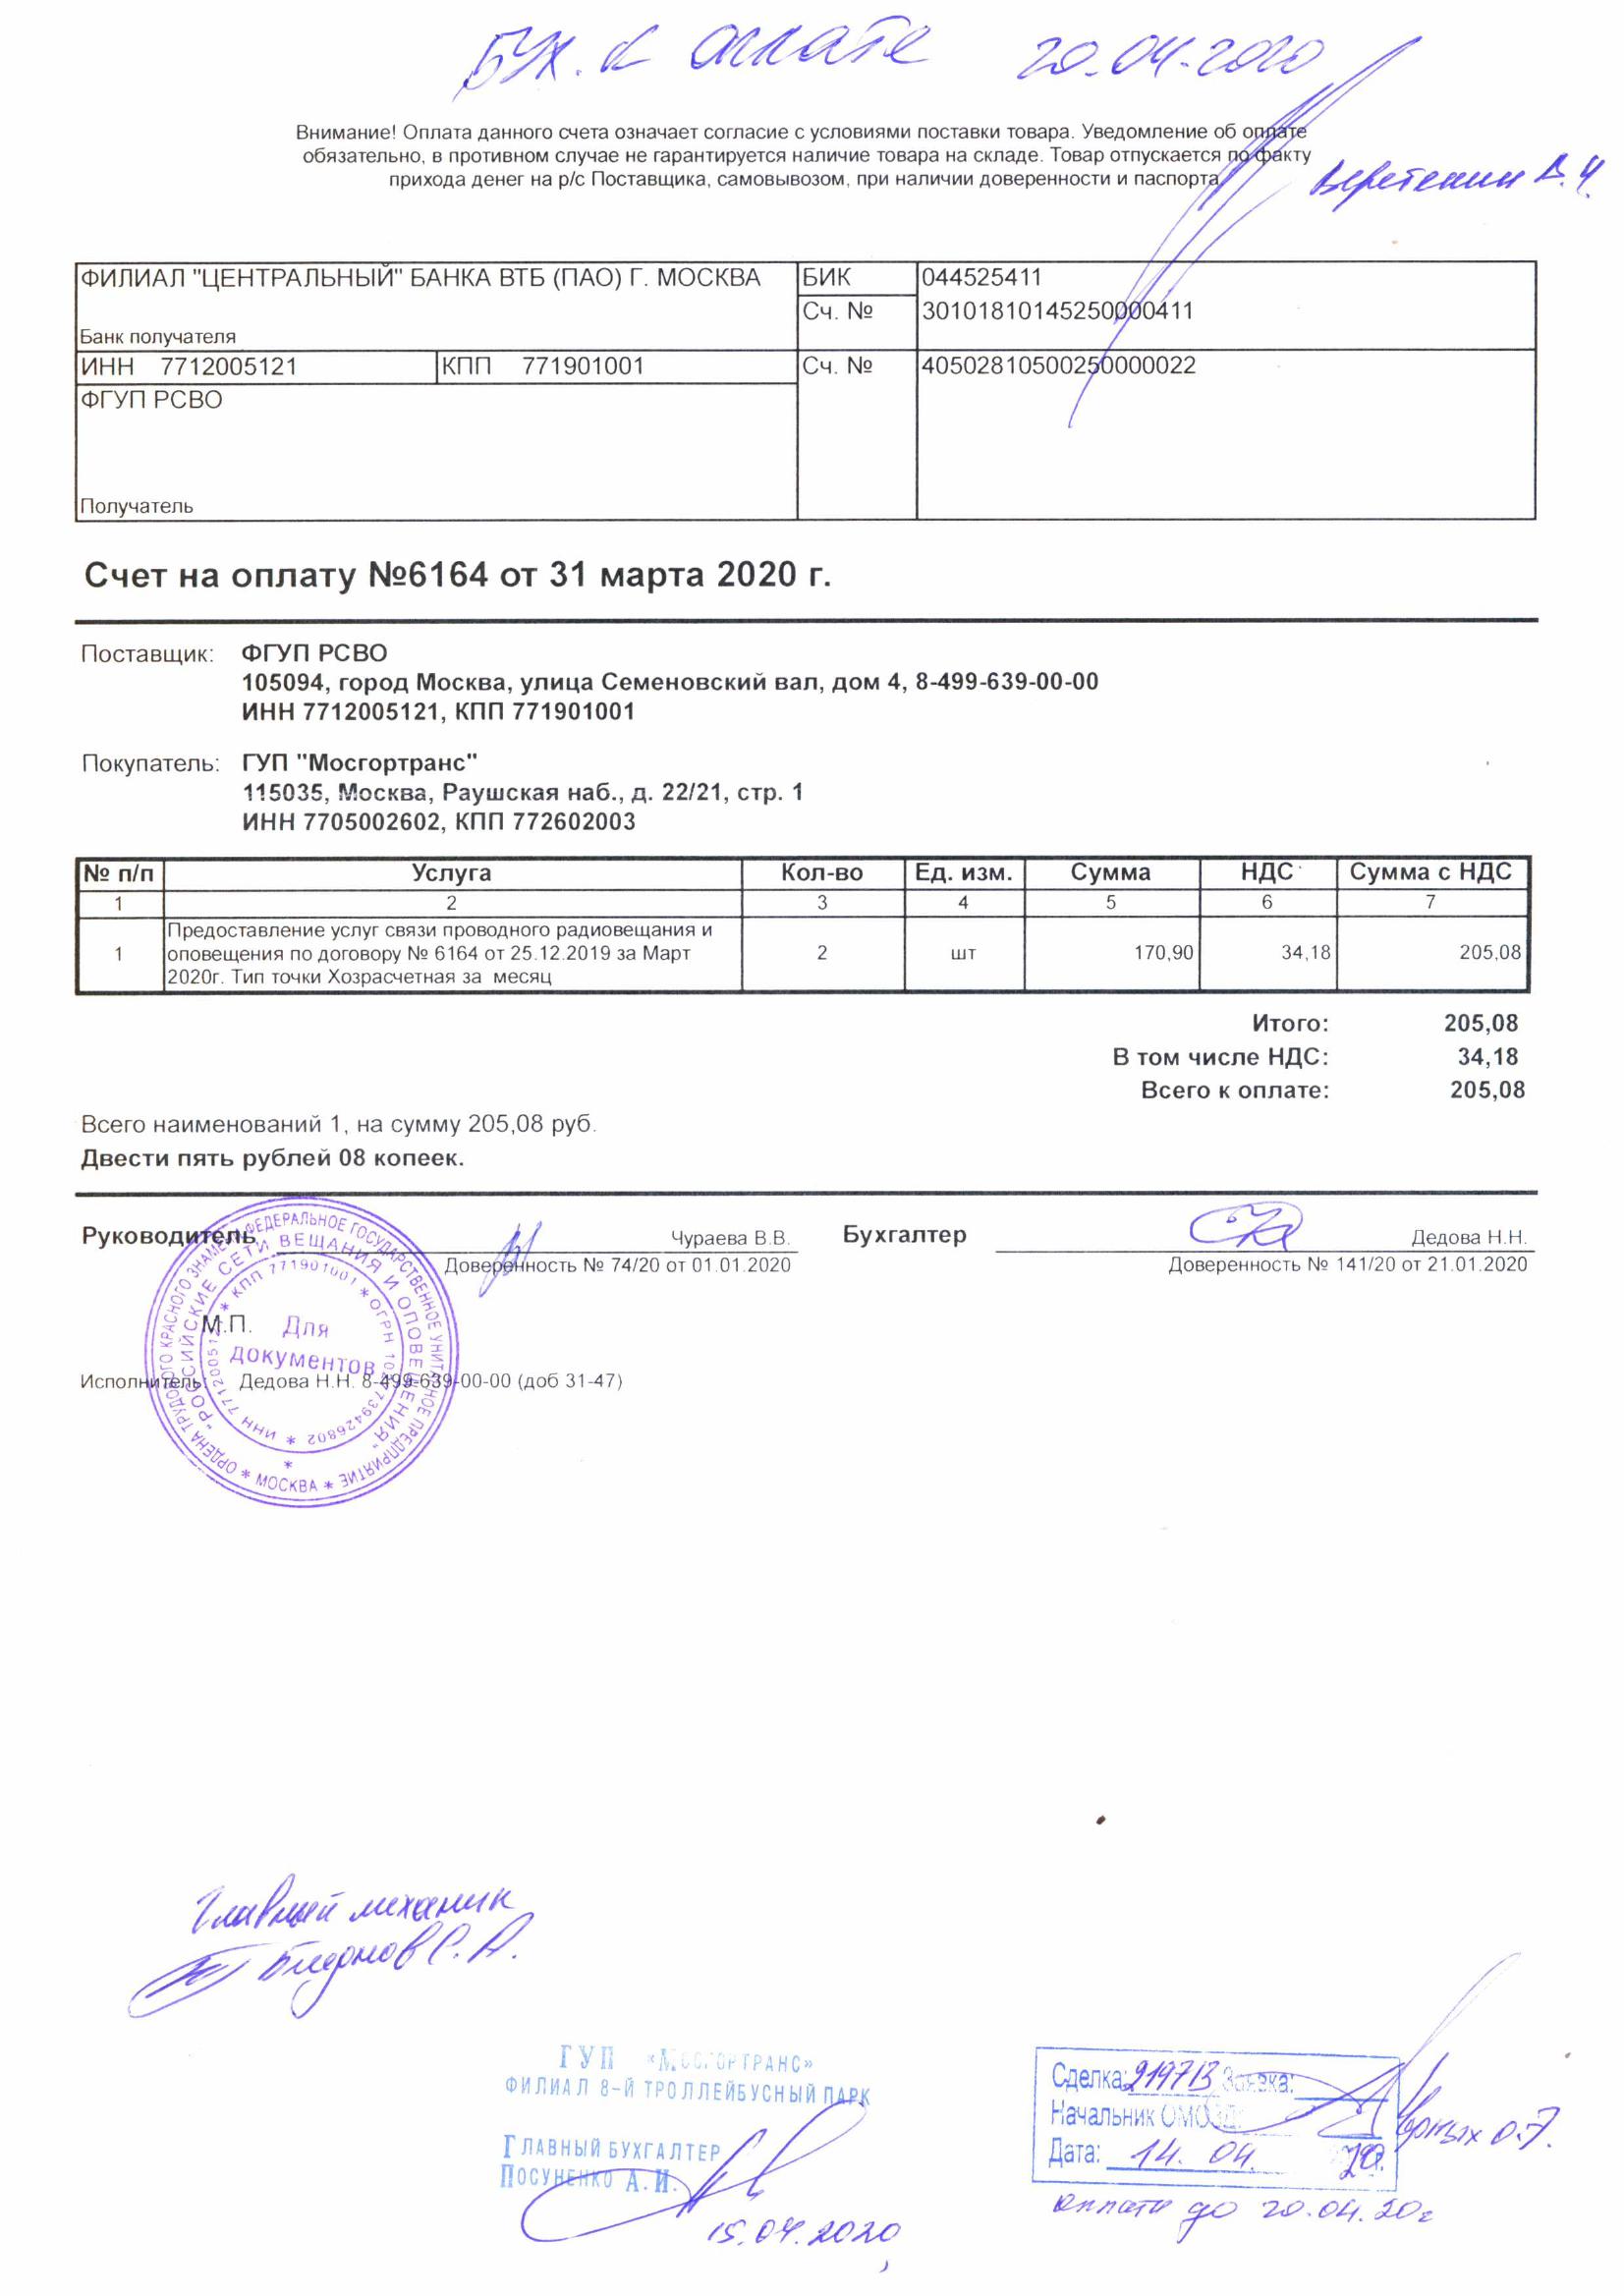 БУХ. к оплате 20.04.2020
Внимание! Оплата данного счета означает согласие с условиями поставки товара. Уведомление об оплате
обязательно, в противном случае не гарантируется наличие товара на складе. Товар отпускается по факту
прихода денег на р/с Поставщика, самовывозом, при наличии доверенности и паспорта.
ФИЛИАЛ "ЦЕНТРАЛЬНЫЙ" БАНКА ВТБ (ПАО) Г. МОСКВА БИК 044525411
Сч. № 30101810145250000411
Банк получателя
ИНН 7712005121 КПП 771901001 Сч. № 40502810500250000022
ФГУП РСВО
Получатель
Счет на оплату №6164 от 31 марта 2020 г.
Поставщик: ФГУП РСВО
105094, город Москва, улица Семеновский вал, дом 4, 8-499-639-00-00
ИНН 7712005121, КПП 771901001
Покупатель: ГУП "Мосгортранс"
115035, Москва, Раушская наб., д. 22/21, стр. 1
ИНН 7705002602, КПП 772602003
№ п/п Услуга Кол-во Ед. изм. Сумма НДС Сумма с НДС
1 2 3 4 5 6 7
Предоставление услуг связи проводного радиовещания и
1 оповещения по договору № 6164 от 25.12.2019 за Март 2 шт 170,90 34,18 205,08
2020г. Тип точки Хозрасчетная за месяц
Итого: 205,08
В том числе НДС: 34,18
Всего к оплате: 205,08
Всего наименований 1, на сумму 205,08 руб.
Двести пять рублей 08 копеек.
Руководитель Чураева В.В. Бухгалтер Дедова Н.Н.
Доверенность № 74/20 от 01.01.2020 Доверенность № 141/20 от 21.01.2020
М.П.
Исполнитель: Дедова Н.Н. 8-499-639-00-00 (доб 31-47)
ФЕДЕРАЛЬНОЕ ГОСУДАРСТВЕННОЕ УНИТАРНОЕ ПРЕДПРИЯТИЕ * МОСКВА * ОРДЕНА ТРУДОВОГО КРАСНОГО ЗНАМЕНИ
"РОССИЙСКИЕ СЕТИ ВЕЩАНИЯ И ОПОВЕЩЕНИЯ"
* КПП 771901001 * ОГРН 1027739426802 * ИНН 7712005121
Для
документов
Главный механик
С. А.
ГУП «МОСГОРТРАНС»
ФИЛИАЛ 8-Й ТРОЛЛЕЙБУСНЫЙ ПАРК
ГЛАВНЫЙ БУХГАЛТЕР
ПОСУНЕНКО А.И.
15.04.2020
Сделка: 219713 Заявка:
Начальник
Дата: 14. 04. 20
оплата до 20.04.20г